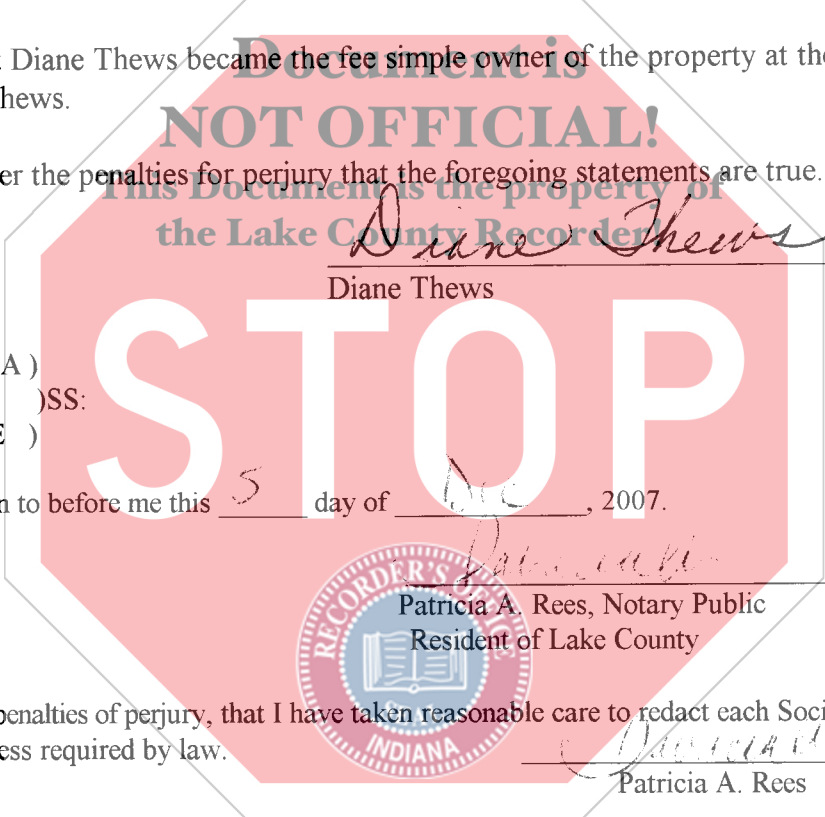 Document is
: Diane Thews became the fee simple owner of the property at the
hews.
NOT OFFICIAL!
er the penalties for perjury that the foregoing statements are true.
This Document is the property of
the Lake County Recorder!
Diane Thews
Diane Thews
STOP
A )
)SS:
E )
n to before me this 5 day of Dec, 2007.
Patricia A. Rees, Notary Public
Resident of Lake County
RECORDER'S OFFICE
SEAL
INDIANA
penalties of perjury, that I have taken reasonable care to redact each Soci
ess required by law.
Patricia A. Rees